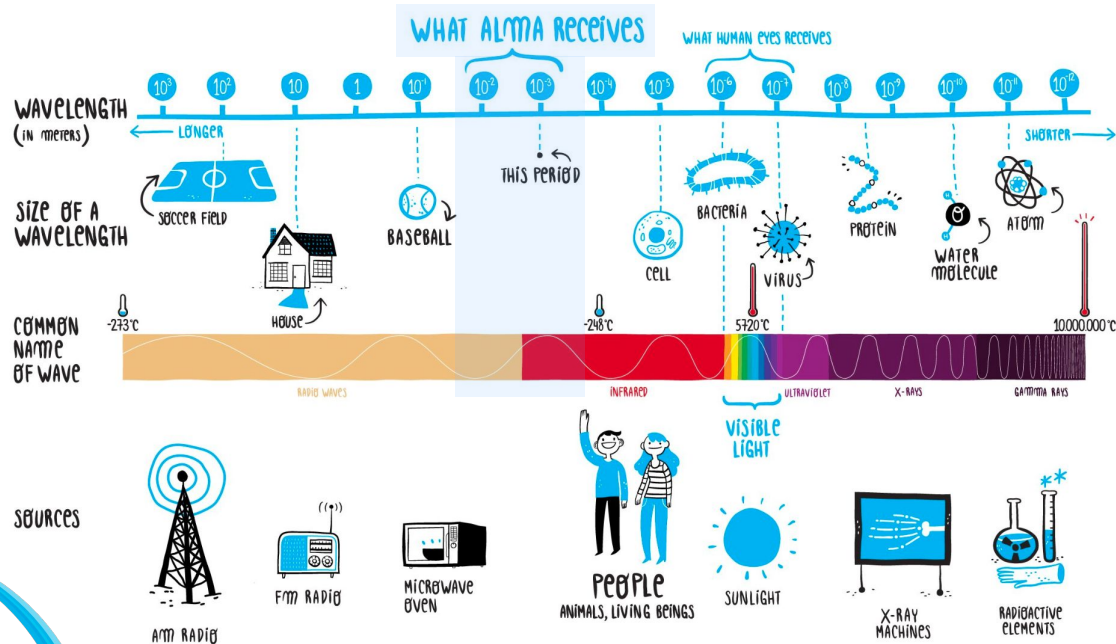 WHAT ALMA RECEIVES
WHAT HUMAN EYES RECEIVES
10³ 10² 10 1 10⁻¹ 10⁻² 10⁻³ 10⁻⁴ 10⁻⁵ 10⁻⁶ 10⁻⁷ 10⁻⁸ 10⁻⁹ 10⁻¹⁰ 10⁻¹¹ 10⁻¹²
WAVELENGTH
(IN METERS)
LONGER
SHORTER
SIZE OF A
WAVELENGTH
SOCCER FIELD
HOUSE
BASEBALL
THIS PERIOD
CELL
BACTERIA
VIRUS
PROTEIN
H
O
H
WATER
MOLECULE
ATOM
-273°C
-248°C
5720°C
10.000.000°C
COMMON
NAME
OF WAVE
RADIO WAVES
INFRARED
VISIBLE
LIGHT
ULTRAVIOLET
X-RAYS
GAMMA RAYS
SOURCES
AM RADIO
FM RADIO
MICROWAVE
OVEN
PEOPLE
ANIMALS, LIVING BEINGS
SUNLIGHT
X-RAY
MACHINES
RADIOACTIVE
ELEMENTS